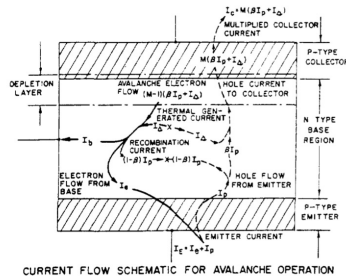 I_c = M(βI_p + I_Δ)
MULTIPLIED COLLECTOR
CURRENT
M(βI_p + I_Δ)
P-TYPE
COLLECTOR
DEPLETION
LAYER
AVALANCHE ELECTRON
FLOW (M-1)(βI_p + I_Δ)
HOLE CURRENT
TO COLLECTOR
THERMAL GEN-
ERATED CURRENT
I_Δ-X
I_Δ
N TYPE
BASE
REGION
I_b
RECOMBINATION
CURRENT
(1-β)I_p→X←(1-β)I_p
βI_p
ELECTRON
FLOW FROM
BASE
I_e
HOLE FLOW
FROM EMITTER
I_p
P-TYPE
EMITTER
EMITTER CURRENT
I_E = I_e + I_p
CURRENT FLOW SCHEMATIC FOR AVALANCHE OPERATION